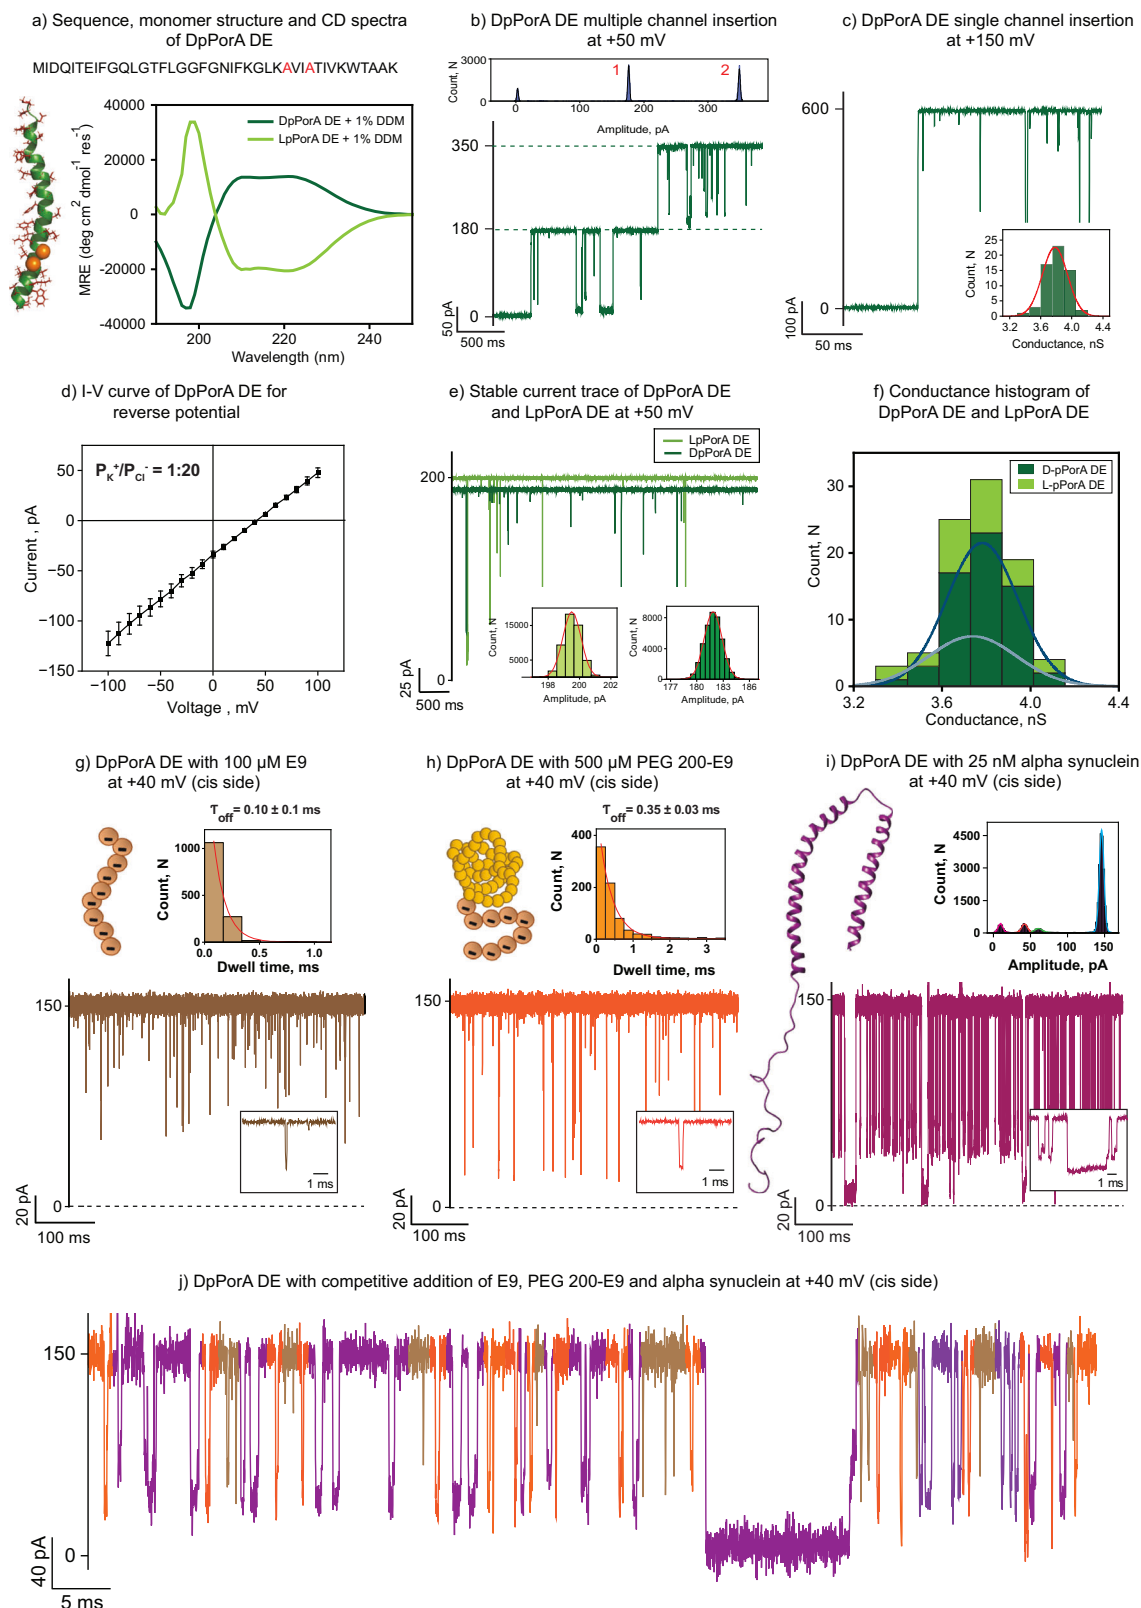 a) Sequence, monomer structure and CD spectra
of DpPorA DE
MIDQITEIFGQLGTFLGGFGNIFKGLKAVIATIVKWTAAK
40000
20000
0
-20000
-40000
MRE (deg cm² dmol⁻¹ res⁻¹)
DpPorA DE + 1% DDM
LpPorA DE + 1% DDM
200
220
240
Wavelength (nm)
b) DpPorA DE multiple channel insertion
at +50 mV
Count, N
3000
0
1
2
0
100
200
300
Amplitude, pA
350
180
0
50 pA
500 ms
c) DpPorA DE single channel insertion
at +150 mV
600
0
100 pA
50 ms
Count, N
25
20
15
10
5
0
3.2
3.6
4.0
4.4
Conductance, nS
d) I-V curve of DpPorA DE for
reverse potential
P_K⁺/P_Cl⁻ = 1:20
Current , pA
50
0
−50
−100
−150
−100
−50
0
50
100
Voltage , mV
e) Stable current trace of DpPorA DE
and LpPorA DE at +50 mV
LpPorA DE
DpPorA DE
200
0
25 pA
500 ms
Count, N
15000
5000
198
200
202
Amplitude, pA
Count, N
8000
4000
0
177
180
183
186
Amplitude, pA
f) Conductance histogram of
DpPorA DE and LpPorA DE
D-pPorA DE
L-pPorA DE
Count, N
30
20
10
0
3.2
3.6
4.0
4.4
Conductance, nS
g) DpPorA DE with 100 µM E9
at +40 mV (cis side)
τoff = 0.10 ± 0.1 ms
Count, N
1000
500
0
0.0
0.5
1.0
Dwell time, ms
150
0
20 pA
100 ms
1 ms
h) DpPorA DE with 500 µM PEG 200-E9
at +40 mV (cis side)
τoff = 0.35 ± 0.03 ms
Count, N
400
200
0
0
1
2
3
Dwell time, ms
150
0
20 pA
100 ms
1 ms
i) DpPorA DE with 25 nM alpha synuclein
at +40 mV (cis side)
Count, N
4500
3000
1500
0
0
50
100
150
Amplitude, pA
150
0
20 pA
100 ms
1 ms
j) DpPorA DE with competitive addition of E9, PEG 200-E9 and alpha synuclein at +40 mV (cis side)
150
0
40 pA
5 ms